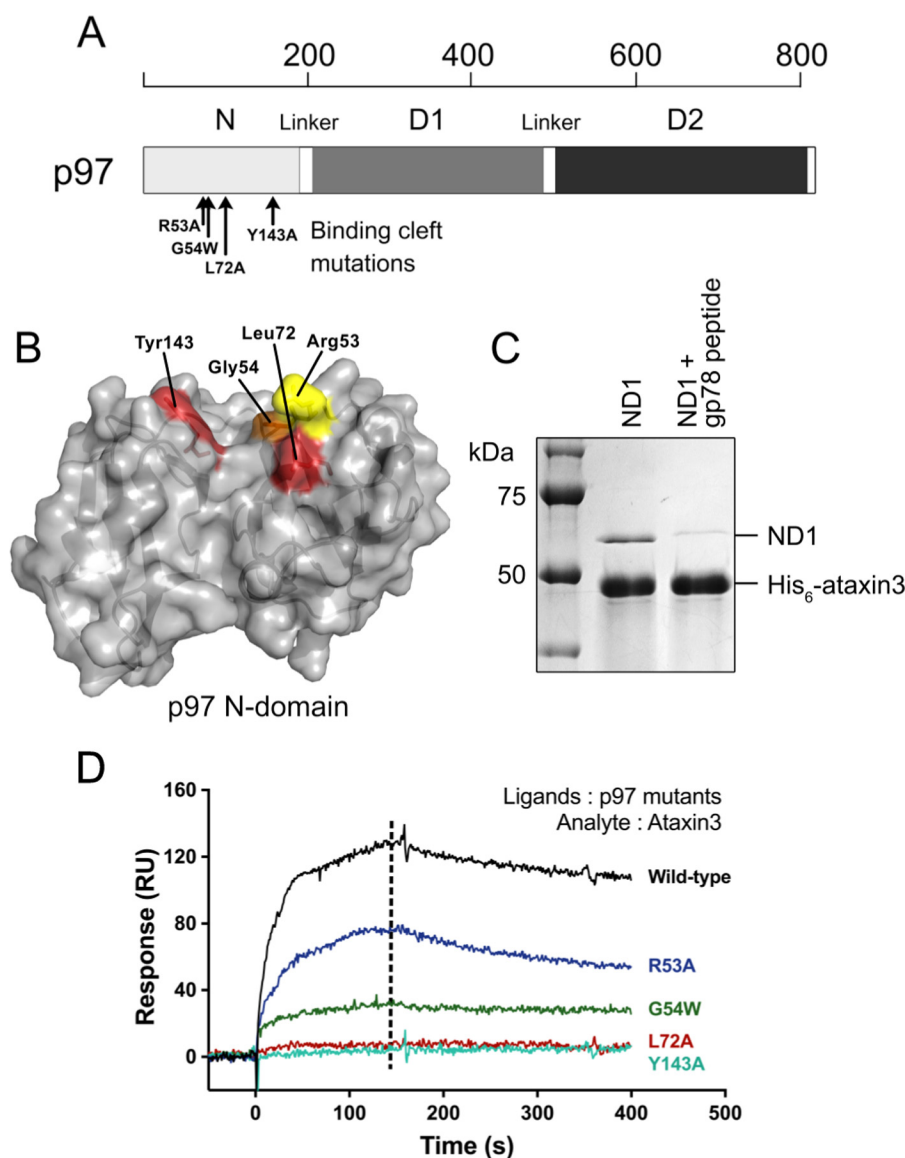 A
200 400 600 800
N Linker D1 Linker D2
p97
R53A
G54W
L72A
Y143A
Binding cleft
mutations
B
Tyr143
Gly54
Leu72
Arg53
p97 N-domain
C
ND1
ND1 +
gp78 peptide
kDa
75
50
ND1
His₆-ataxin3
D
Response (RU)
160
120
80
40
0
Ligands : p97 mutants
Analyte : Ataxin3
Wild-type
R53A
G54W
L72A
Y143A
0 100 200 300 400 500
Time (s)